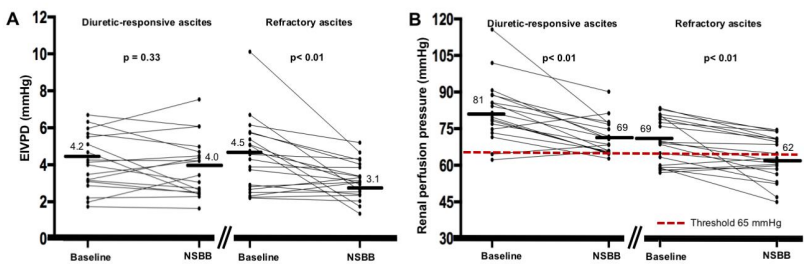 A
Diuretic-responsive ascites
Refractory ascites
p = 0.33
p< 0.01
EIVPD (mmHg)
12
10
8
6
4
2
0
4.2
4.0
4.5
3.1
Baseline
NSBB
//
Baseline
NSBB
B
Diuretic-responsive ascites
Refractory ascites
p< 0.01
p< 0.01
Renal perfusion pressure (mmHg)
120
105
90
75
60
45
30
81
69
69
62
Threshold 65 mmHg
Baseline
NSBB
//
Baseline
NSBB